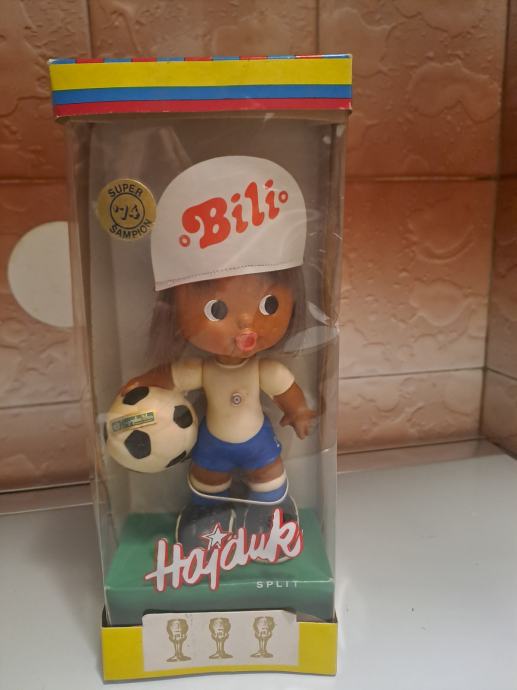 SUPER
'74
ŠAMPION
Bili
Hajduk
SPLIT